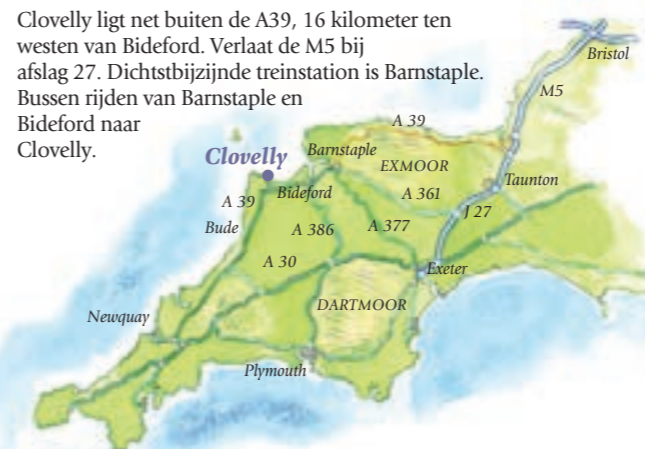 Clovelly ligt net buiten de A39, 16 kilometer ten
westen van Bideford. Verlaat de M5 bij
afslag 27. Dichtstbijzijnde treinstation is Barnstaple.
Bussen rijden van Barnstaple en
Bideford naar
Clovelly.
Bristol
M5
A 39
Clovelly
Barnstaple
EXMOOR
Taunton
A 39
Bideford
A 361
J 27
Bude
A 386
A 377
A 30
Exeter
Newquay
DARTMOOR
Plymouth